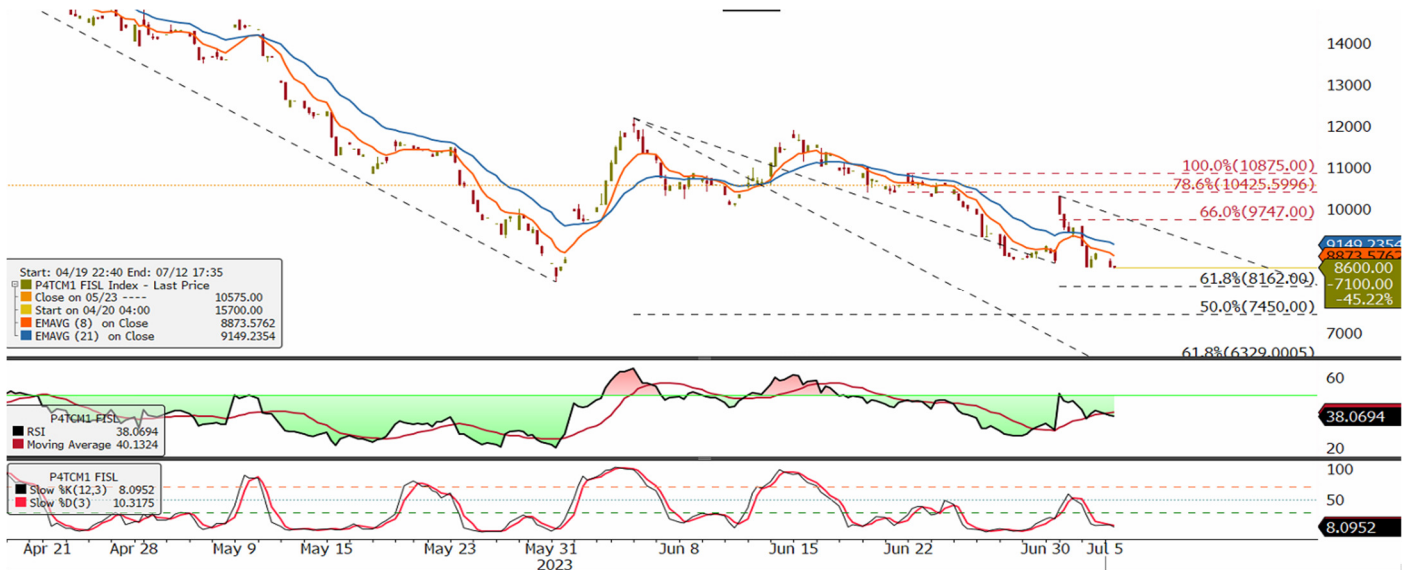 14000
13000
12000
11000
10000
7000
100.0%(10875.00)
78.6%(10425.5996)
66.0%(9747.00)
61.8%(8162.00)
50.0%(7450.00)
61.8%(6329.0005)
9149.2354
8873.5762
8600.00
-7100.00
-45.22%
Start: 04/19 22:40 End: 07/12 17:35
P4TCM1 FISL Index - Last Price
Close on 05/23 ---- 10575.00
Start on 04/20 04:00 15700.00
EMAVG (8) on Close 8873.5762
EMAVG (21) on Close 9149.2354
P4TCM1 FISL
RSI 38.0694
Moving Average 40.1324
60
38.0694
20
P4TCM1 FISL
Slow %K(12,3) 8.0952
Slow %D(3) 10.3175
100
50
8.0952
Apr 21 Apr 28 May 9 May 15 May 23 May 31 Jun 8 Jun 15 Jun 22 Jun 30 Jul 5
2023